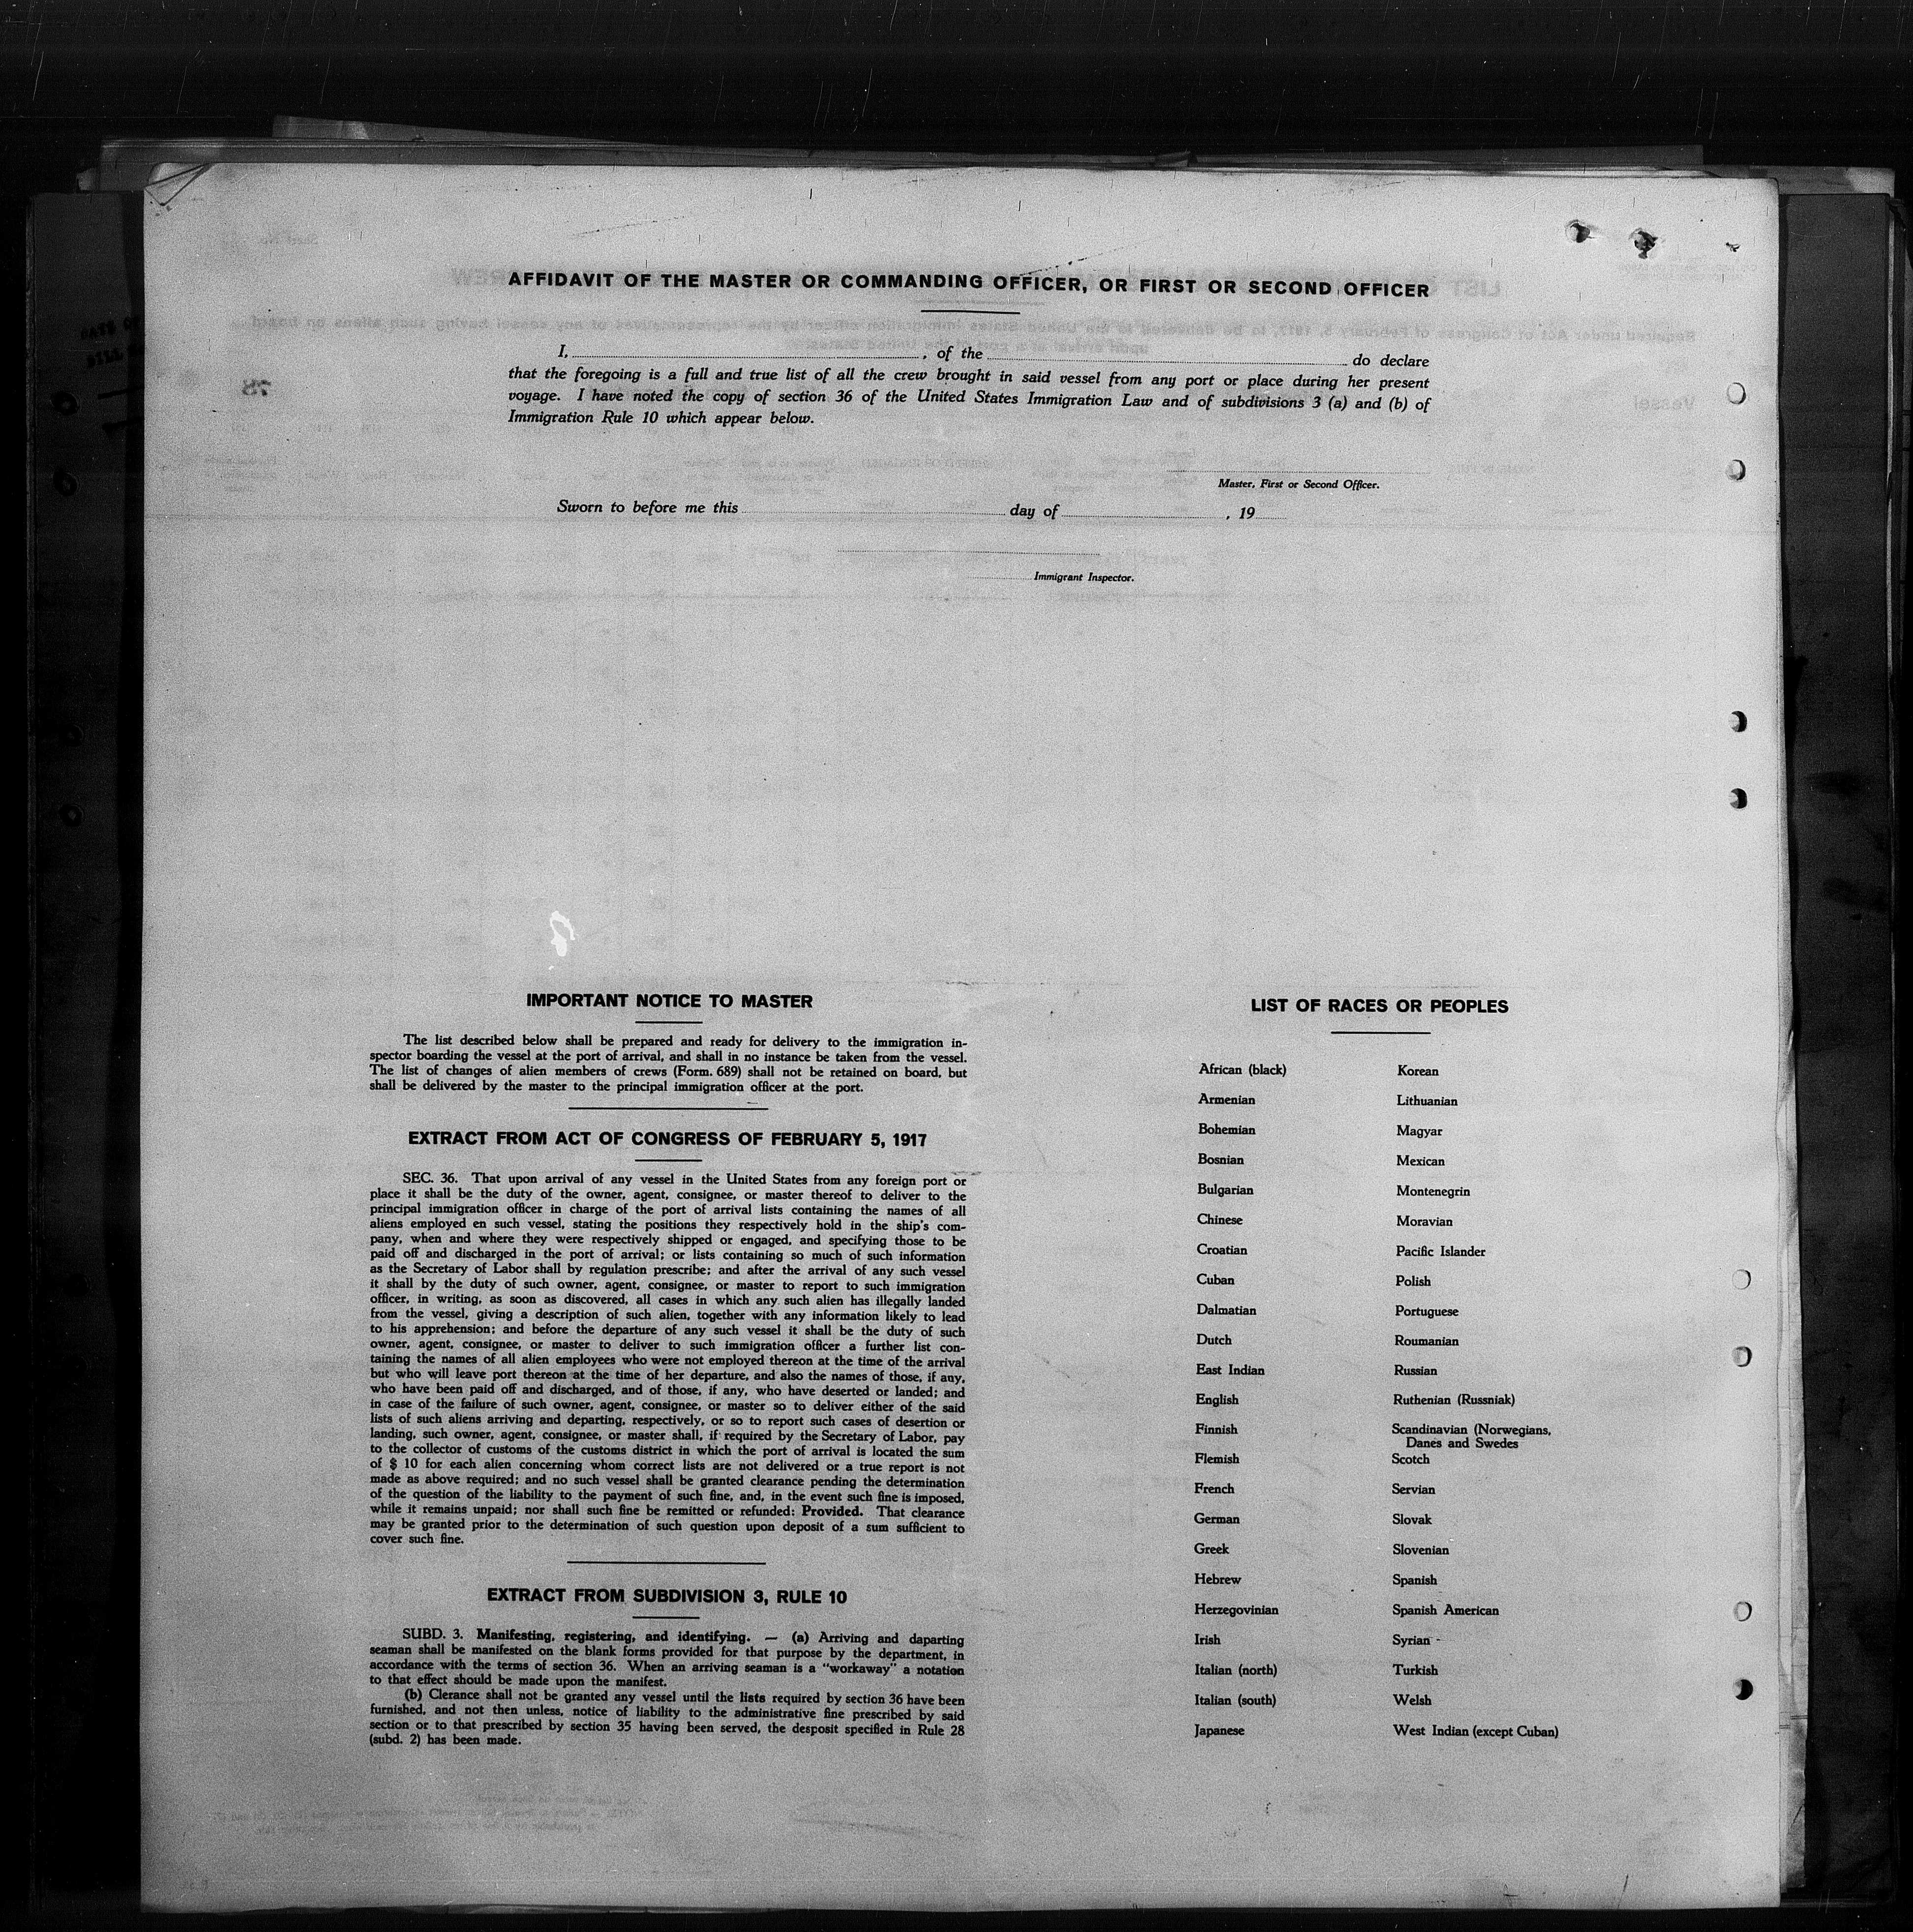 AFFIDAVIT OF THE MASTER OR COMMANDING OFFICER, OR FIRST OR SECOND OFFICER
I, , of the do declare
that the foregoing is a full and true list of all the crew brought in said vessel from any port or place during her present
voyage. I have noted the copy of section 36 of the United States Immigration Law and of subdivisions 3 (a) and (b) of
Immigration Rule 10 which appear below.
Master, First or Second Officer.
Sworn to before me this day of , 19
Immigrant Inspector.
IMPORTANT NOTICE TO MASTER
The list described below shall be prepared and ready for delivery to the immigration in-
spector boarding the vessel at the port of arrival, and shall in no instance be taken from the vessel.
The list of changes of alien members of crews (Form. 689) shall not be retained on board, but
shall be delivered by the master to the principal immigration officer at the port.
EXTRACT FROM ACT OF CONGRESS OF FEBRUARY 5, 1917
SEC. 36. That upon arrival of any vessel in the United States from any foreign port or
place it shall be the duty of the owner, agent, consignee, or master thereof to deliver to the
principal immigration officer in charge of the port of arrival lists containing the names of all
aliens employed en such vessel, stating the positions they respectively hold in the ship's com-
pany, when and where they were respectively shipped or engaged, and specifying those to be
paid off and discharged in the port of arrival; or lists containing so much of such information
as the Secretary of Labor shall by regulation prescribe; and after the arrival of any such vessel
it shall by the duty of such owner, agent, consignee, or master to report to such immigration
officer, in writing, as soon as discovered, all cases in which any such alien has illegally landed
from the vessel, giving a description of such alien, together with any information likely to lead
to his apprehension; and before the departure of any such vessel it shall be the duty of such
owner, agent, consignee, or master to deliver to such immigration officer a further list con-
taining the names of all alien employees who were not employed thereon at the time of the arrival
but who will leave port thereon at the time of her departure, and also the names of those, if any,
who have been paid off and discharged, and of those, if any, who have deserted or landed; and
in case of the failure of such owner, agent, consignee, or master so to deliver either of the said
lists of such aliens arriving and departing, respectively, or so to report such cases of desertion or
landing, such owner, agent, consignee, or master shall, if required by the Secretary of Labor, pay
to the collector of customs of the customs district in which the port of arrival is located the sum
of $ 10 for each alien concerning whom correct lists are not delivered or a true report is not
made as above required; and no such vessel shall be granted clearance pending the determination
of the question of the liability to the payment of such fine, and, in the event such fine is imposed,
while it remains unpaid; nor shall such fine be remitted or refunded: Provided. That clearance
may be granted prior to the determination of such question upon deposit of a sum sufficient to
cover such fine.
EXTRACT FROM SUBDIVISION 3, RULE 10
SUBD. 3. Manifesting, registering, and identifying. — (a) Arriving and daparting
seaman shall be manifested on the blank forms provided for that purpose by the department, in
accordance with the terms of section 36. When an arriving seaman is a "workaway" a notation
to that effect should be made upon the manifest.
(b) Clerance shall not be granted any vessel until the lists required by section 36 have been
furnished, and not then unless, notice of liability to the administrative fine prescribed by said
section or to that prescribed by section 35 having been served, the desposit specified in Rule 28
(subd. 2) has been made.
LIST OF RACES OR PEOPLES
African (black)
Armenian
Bohemian
Bosnian
Bulgarian
Chinese
Croatian
Cuban
Dalmatian
Dutch
East Indian
English
Finnish
Flemish
French
German
Greek
Hebrew
Herzegovinian
Irish
Italian (north)
Italian (south)
Japanese
Korean
Lithuanian
Magyar
Mexican
Montenegrin
Moravian
Pacific Islander
Polish
Portuguese
Roumanian
Russian
Ruthenian (Russniak)
Scandinavian (Norwegians,
Danes and Swedes
Scotch
Servian
Slovak
Slovenian
Spanish
Spanish American
Syrian
Turkish
Welsh
West Indian (except Cuban)